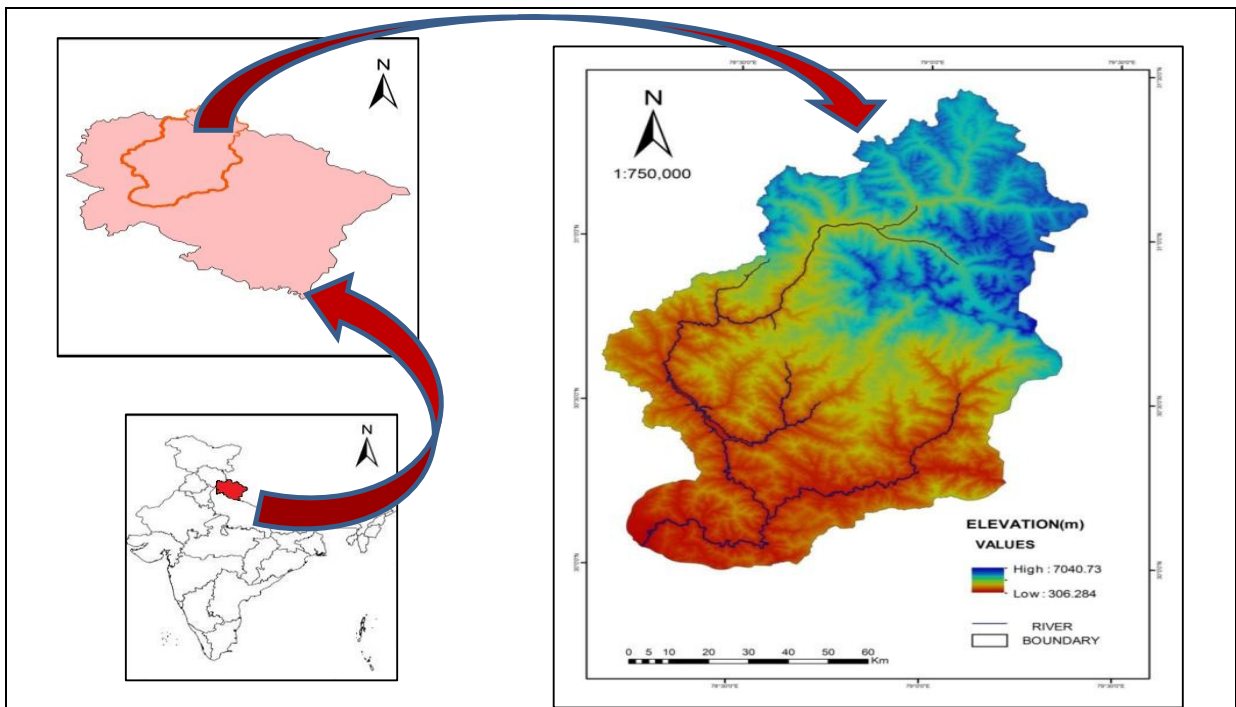 N
N
N
1:750,000
ELEVATION(m)
VALUES
High : 7040.73
Low : 306.284
RIVER
BOUNDARY
0 5 10 20 30 40 50 60
Km